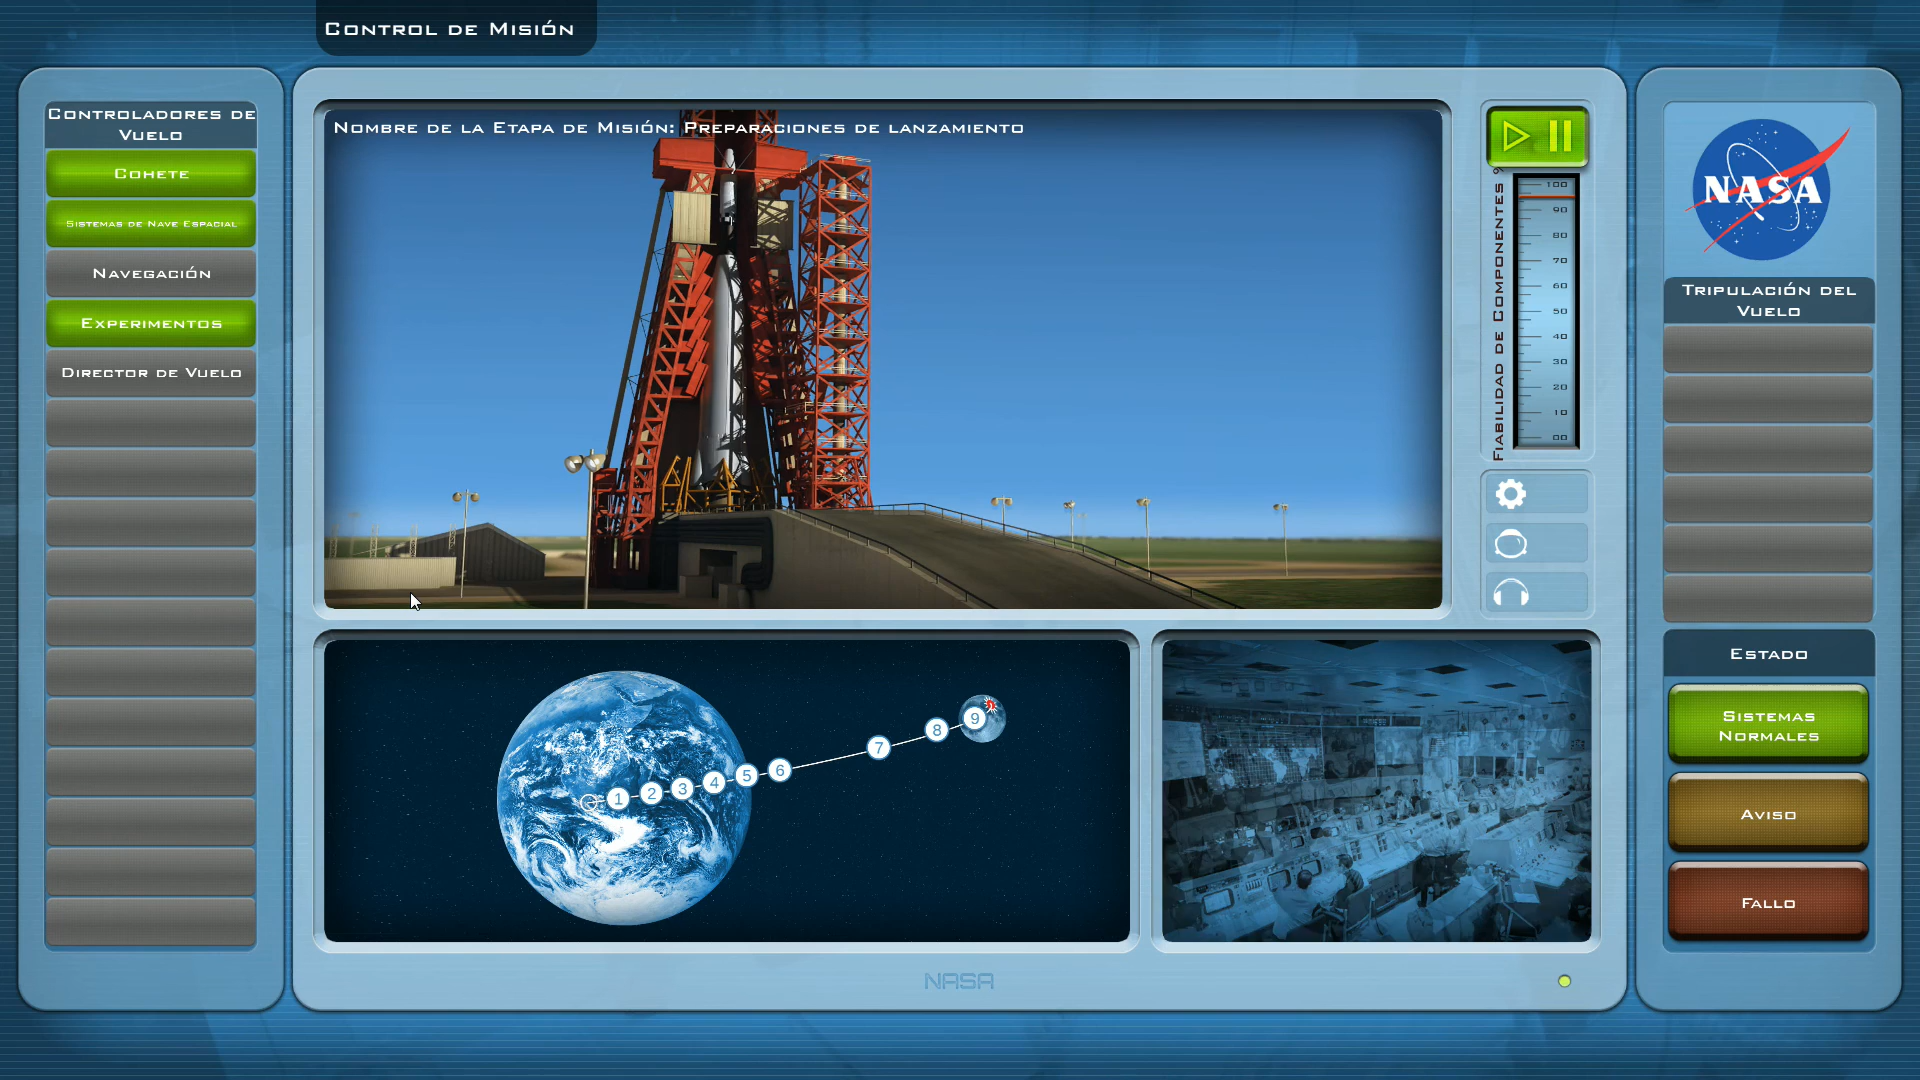 Control de Misión
Controladores de
Vuelo
Cohete
Sistemas de Nave Espacial
Navegación
Experimentos
Director de Vuelo
Nombre de la Etapa de Misión: Preparaciones de lanzamiento
Fiabilidad de Componentes %
100
90
80
70
60
50
40
30
20
10
00
1
2
3
4
5
6
7
8
9
NASA
NASA
Tripulación del
Vuelo
Estado
Sistemas
Normales
Aviso
Fallo